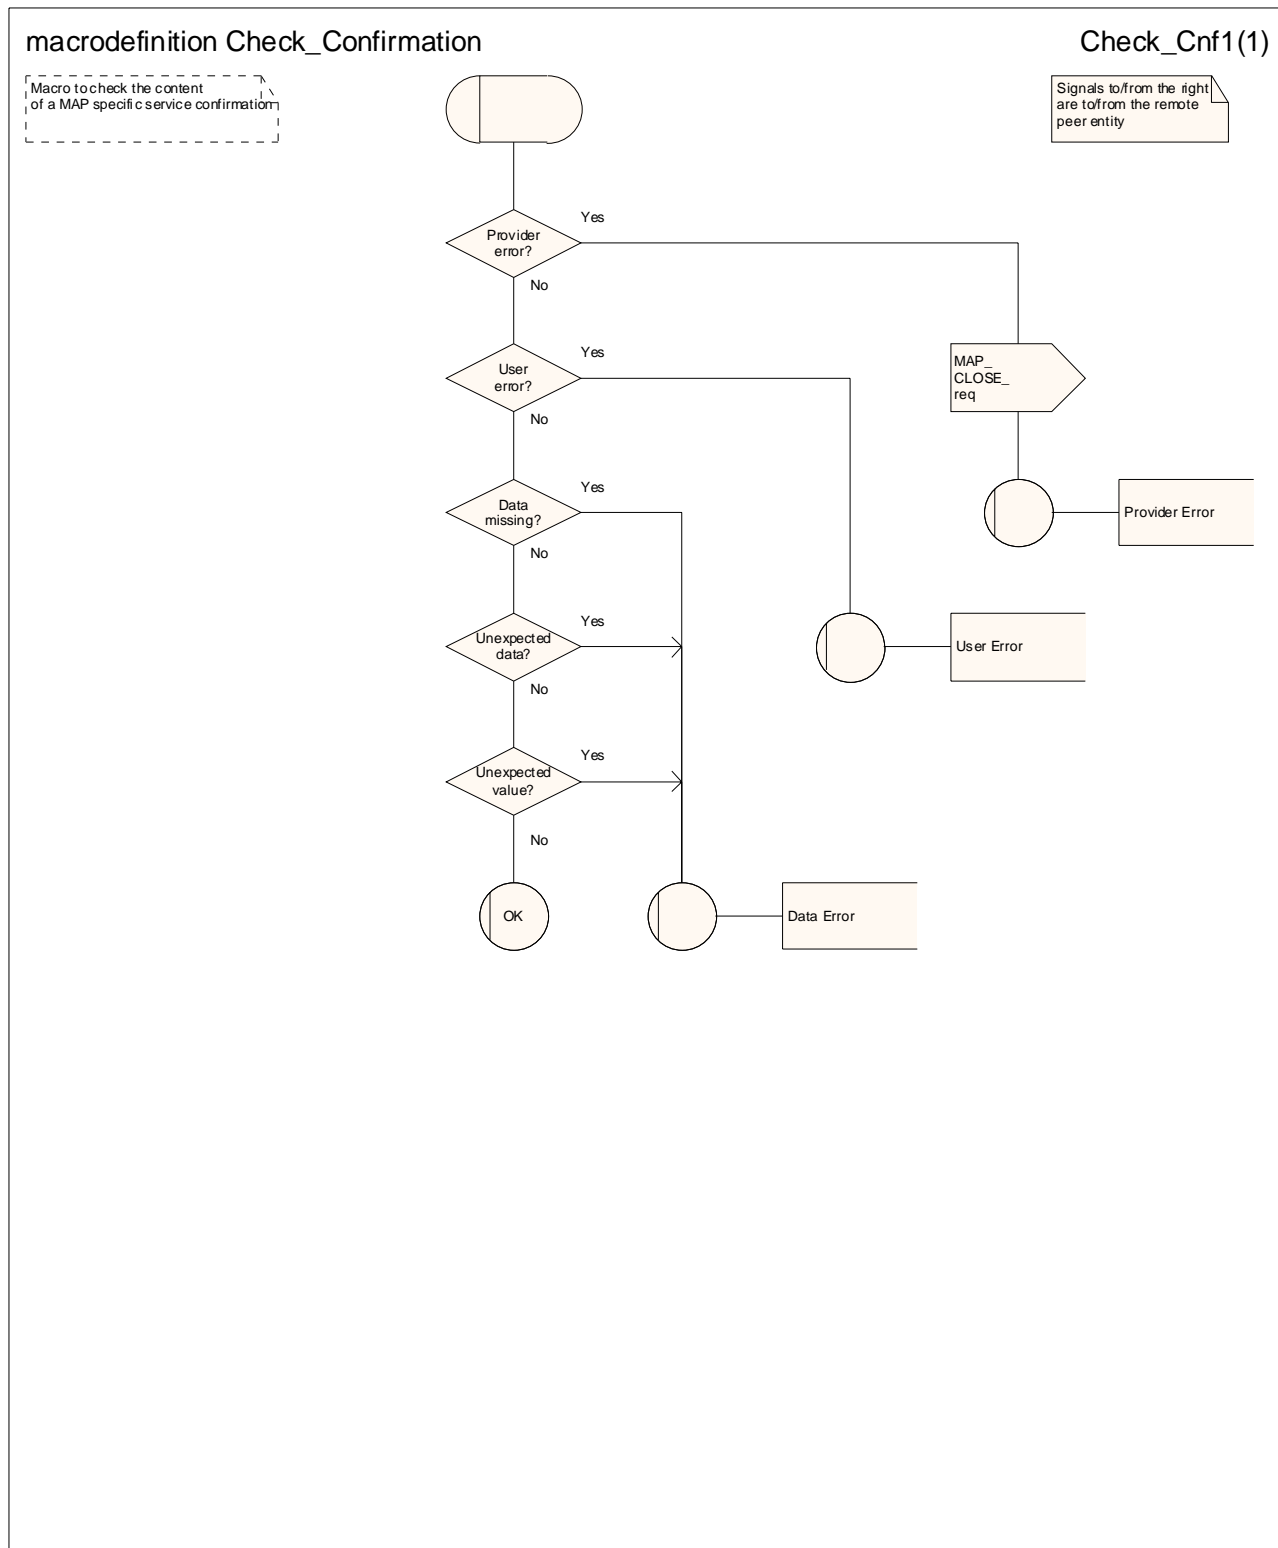 macrodefinition Check_Confirmation
Check_Cnf1(1)
Macro to check the content
of a MAP specific service confirmation
Signals to/from the right
are to/from the remote
peer entity
Yes
Provider
error?
No
Yes
User
error?
No
MAP_
CLOSE_
req
Yes
Data
missing?
No
Provider Error
Yes
Unexpected
data?
No
User Error
Yes
Unexpected
value?
No
OK
Data Error